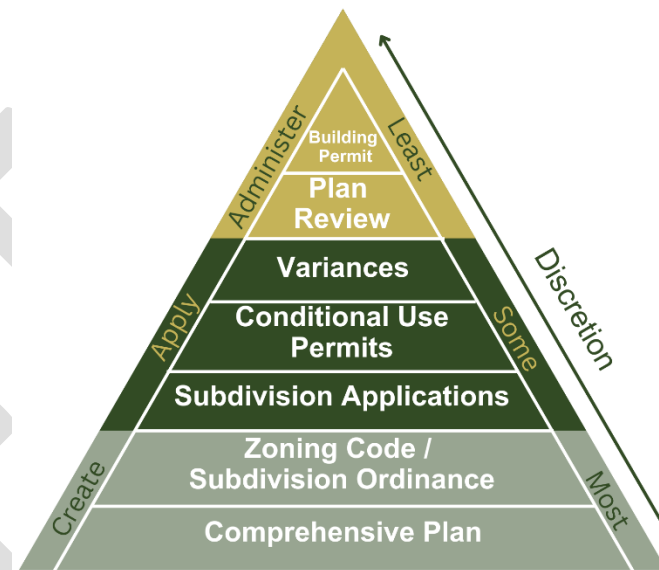 Administer
Least
Building
Permit
Plan
Review
Discretion
Apply
Some
Variances
Conditional Use
Permits
Subdivision Applications
Create
Most
Zoning Code /
Subdivision Ordinance
Comprehensive Plan